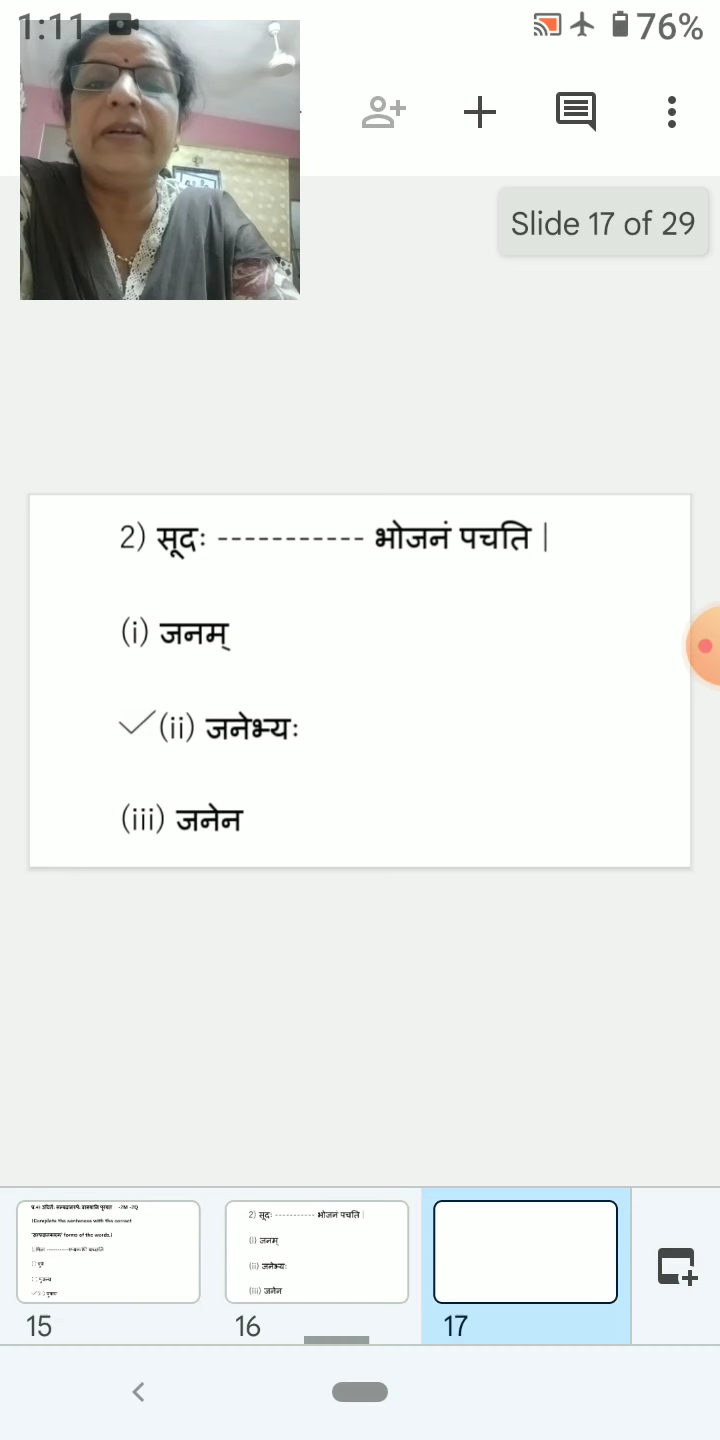 1:11
76%
Slide 17 of 29
2) सूदः ----------- भोजनं पचति |
(i) जनम्
(ii) जनेभ्यः
(iii) जनेन
2) सूदः ----------- भोजनं पचति |
(i) जनम्
(ii) जनेभ्यः
(iii) जनेन
15
16
17